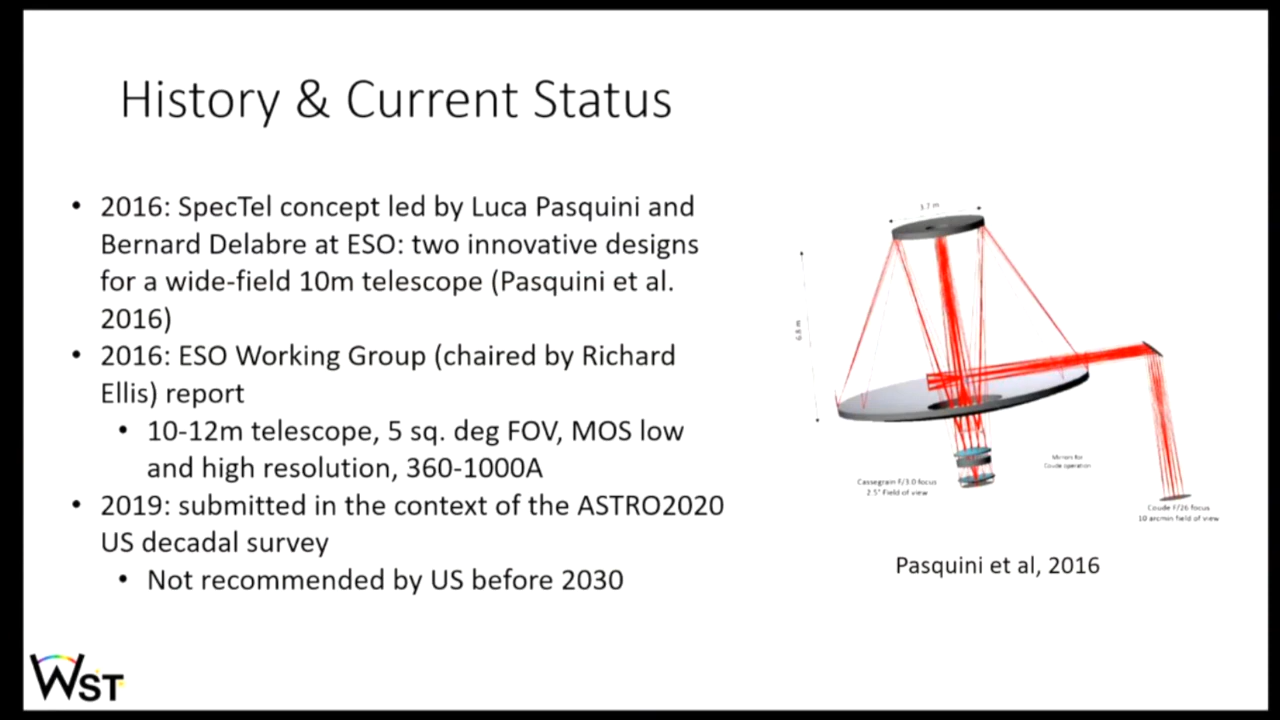 History & Current Status
• 2016: SpecTel concept led by Luca Pasquini and
Bernard Delabre at ESO: two innovative designs
for a wide-field 10m telescope (Pasquini et al.
2016)
• 2016: ESO Working Group (chaired by Richard
Ellis) report
• 10-12m telescope, 5 sq. deg FOV, MOS low
and high resolution, 360-1000A
• 2019: submitted in the context of the ASTRO2020
US decadal survey
• Not recommended by US before 2030
3.7 m
6.8 m
Cassegrain F/3.0 focus
2.5° Field of view
Mirrors for
Coude operation
Coude F/26 focus
10 arcmin field of view
Pasquini et al, 2016
WST